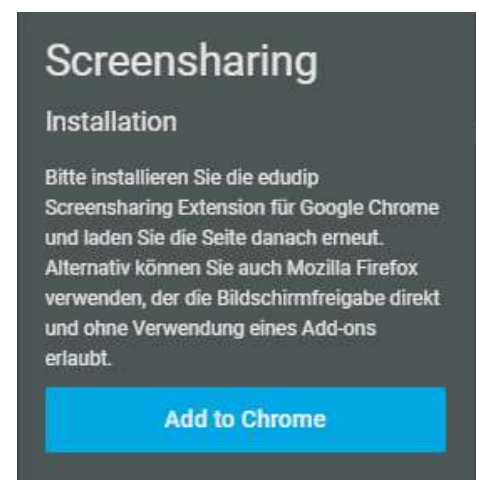 Screensharing
Installation
Bitte installieren Sie die edudip
Screensharing Extension für Google Chrome
und laden Sie die Seite danach erneut.
Alternativ können Sie auch Mozilla Firefox
verwenden, der die Bildschirmfreigabe direkt
und ohne Verwendung eines Add-ons
erlaubt.
Add to Chrome